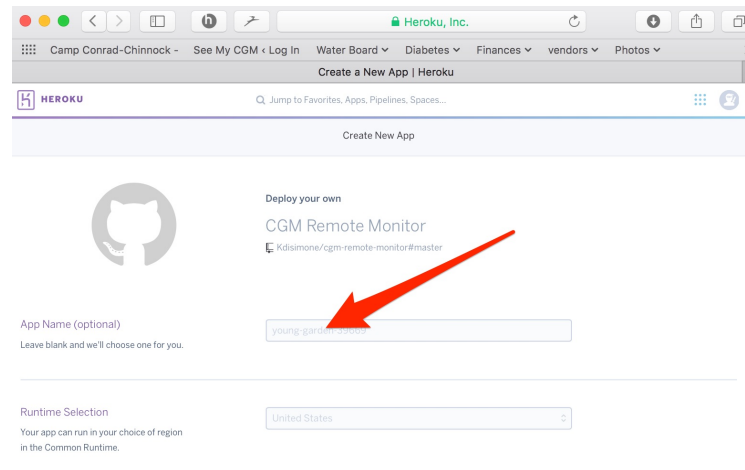 Heroku, Inc.
Camp Conrad-Chinnock - See My CGM ‹ Log In Water Board Diabetes Finances vendors Photos
Create a New App | Heroku
HEROKU Jump to Favorites, Apps, Pipelines, Spaces...
Create New App
Deploy your own
CGM Remote Monitor
Kdisimone/cgm-remote-monitor#master
App Name (optional)
young-garden-39669
Leave blank and we'll choose one for you.
Runtime Selection
United States
Your app can run in your choice of region
in the Common Runtime.